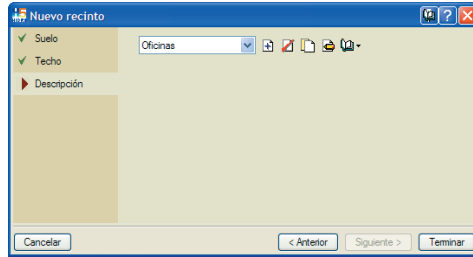 Nuevo recinto
Suelo
Techo
Descripción
Oficinas
Cancelar
< Anterior
Siguiente >
Terminar